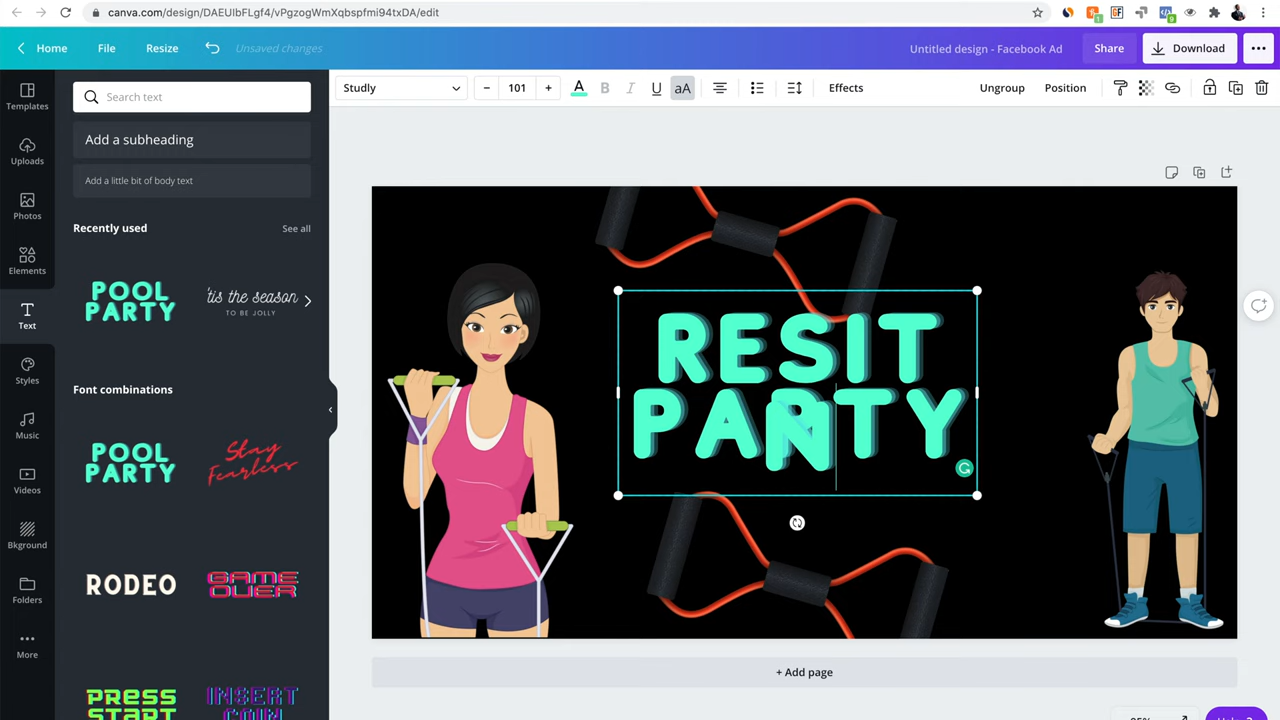 canva.com/design/DAEUlbFLgf4/vPgzogWmXqbspfmi94txDA/edit
Home
File
Resize
Unsaved changes
Untitled design - Facebook Ad
Share
Download
Templates
Uploads
Photos
Elements
Text
Styles
Music
Videos
Bkground
Folders
More
Search text
Add a subheading
Add a little bit of body text
Recently used
See all
POOL
PARTY
'tis the season
TO BE JOLLY
Font combinations
POOL
PARTY
Stay
Fearless
RODEO
GAME
OVER
PRESS
START
INSERT
COIN
Studly
101
A
B
I
U
aA
Effects
Ungroup
Position
RESIT
N
PARTY
+ Add page